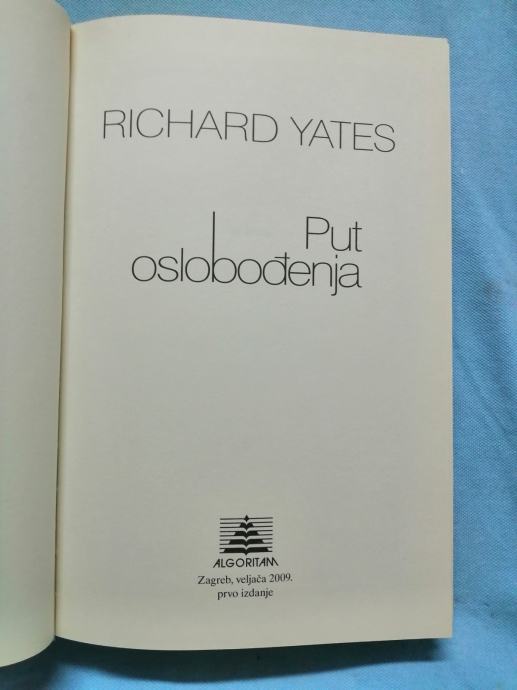 RICHARD YATES
Put
oslobođenja
ALGORITAM
Zagreb, veljača 2009.
prvo izdanje